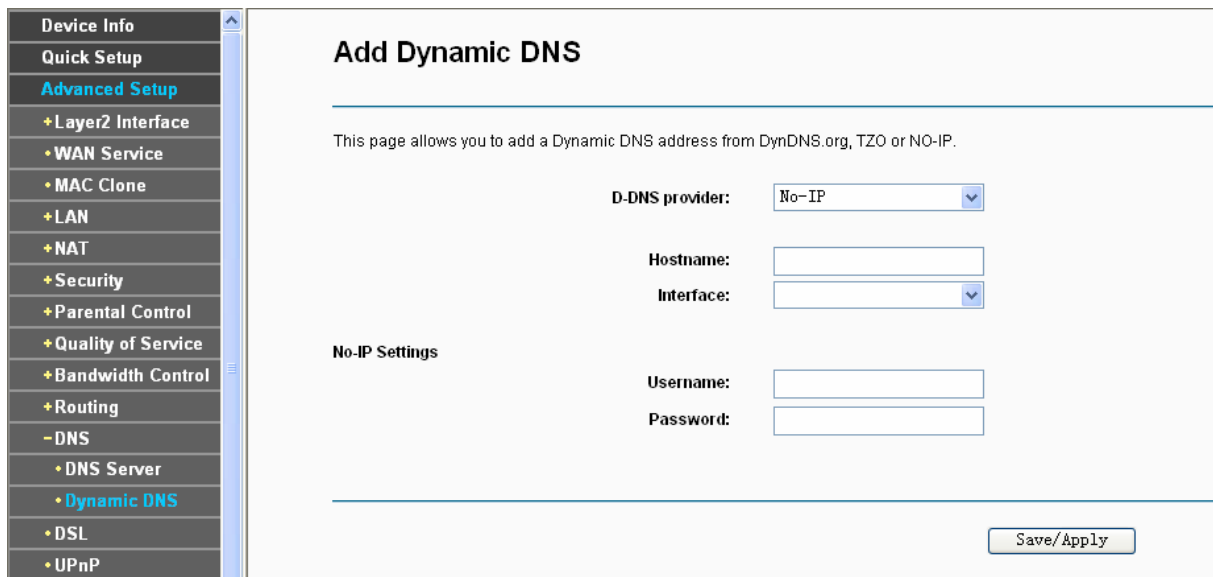 Device Info
Quick Setup
Advanced Setup
+Layer2 Interface
•WAN Service
•MAC Clone
+LAN
+NAT
+Security
+Parental Control
+Quality of Service
+Bandwidth Control
+Routing
−DNS
•DNS Server
•Dynamic DNS
•DSL
•UPnP
Add Dynamic DNS
This page allows you to add a Dynamic DNS address from DynDNS.org, TZO or NO-IP.
D-DNS provider: No-IP
Hostname:
Interface:
No-IP Settings
Username:
Password:
Save/Apply